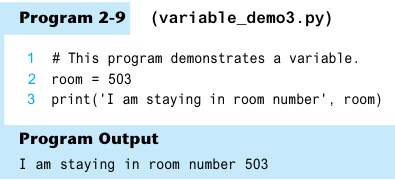 Program 2-9 (variable_demo3.py)
1 # This program demonstrates a variable.
2 room = 503
3 print('I am staying in room number', room)
Program Output
I am staying in room number 503